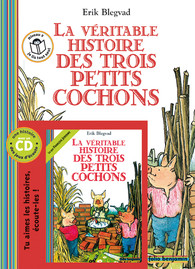 Erik Blegvad
LA VÉRITABLE
HISTOIRE
DES TROIS
PETITS
COCHONS
CD
Tu aimes les histoires,
écoute-les !
Erik Blegvad
LA VÉRITABLE
HISTOIRE
DES TROIS
PETITS
COCHONS
folio benjamin